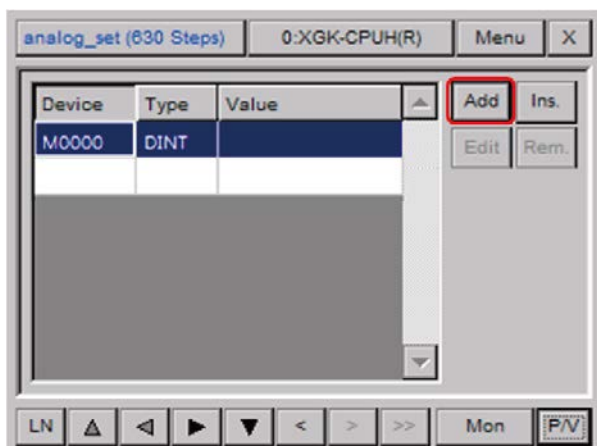 analog_set (630 Steps) 0:XGK-CPUH(R) Menu X
Device Type Value Add Ins.
M0000 DINT Edit Rem.
LN < > >> Mon P/V